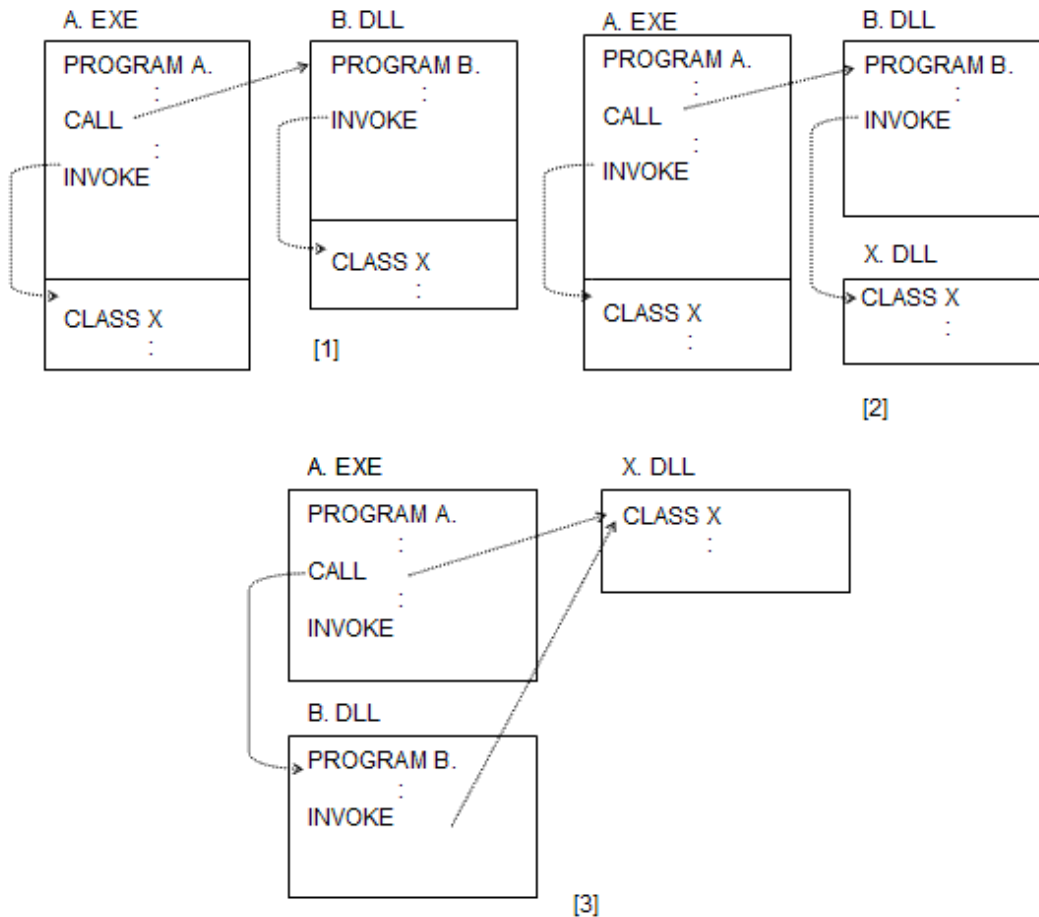 A. EXE
PROGRAM A.
:
CALL
:
INVOKE
CLASS X
:
B. DLL
PROGRAM B.
:
INVOKE
CLASS X
:
[1]
A. EXE
PROGRAM A.
:
CALL
:
INVOKE
CLASS X
:
B. DLL
PROGRAM B.
:
INVOKE
X. DLL
CLASS X
:
[2]
A. EXE
PROGRAM A.
:
CALL
:
INVOKE
X. DLL
CLASS X
:
B. DLL
PROGRAM B.
:
INVOKE
[3]